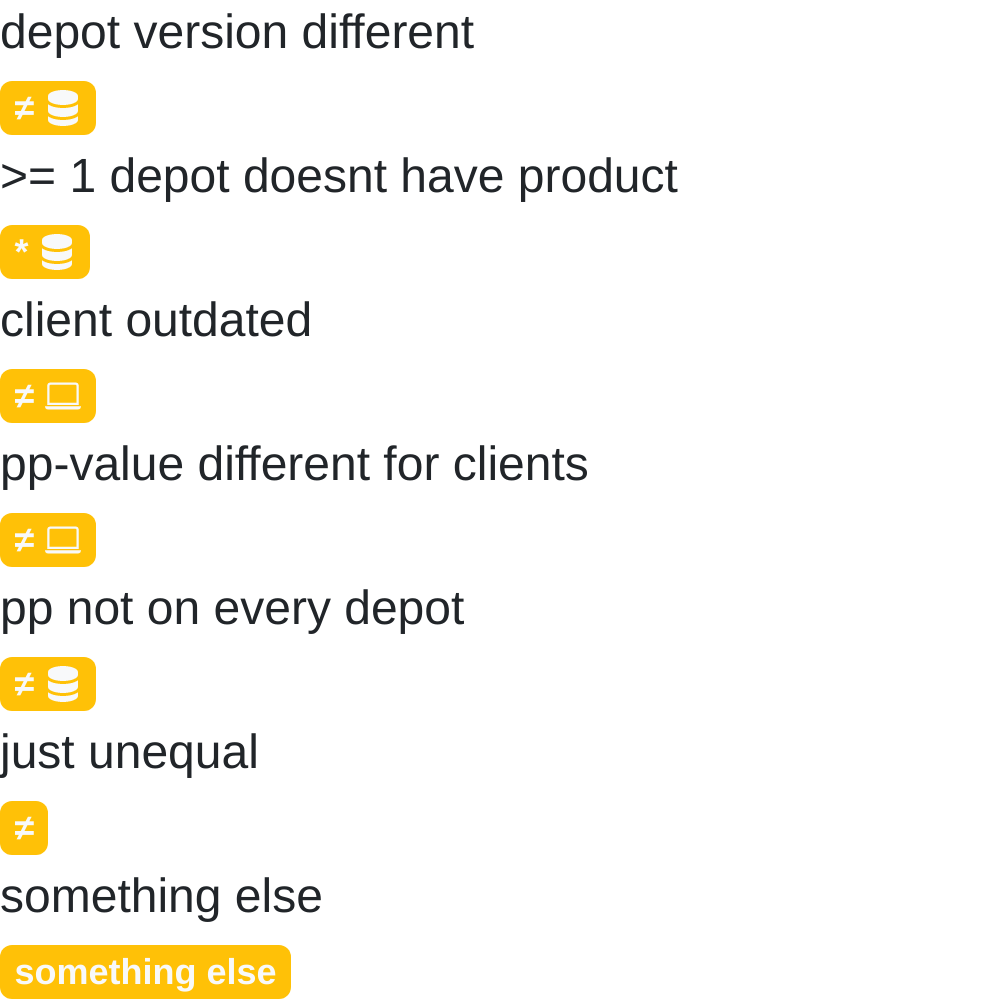 depot version different
≠
>= 1 depot doesnt have product
*
client outdated
≠
pp-value different for clients
≠
pp not on every depot
≠
just unequal
≠
something else
something else